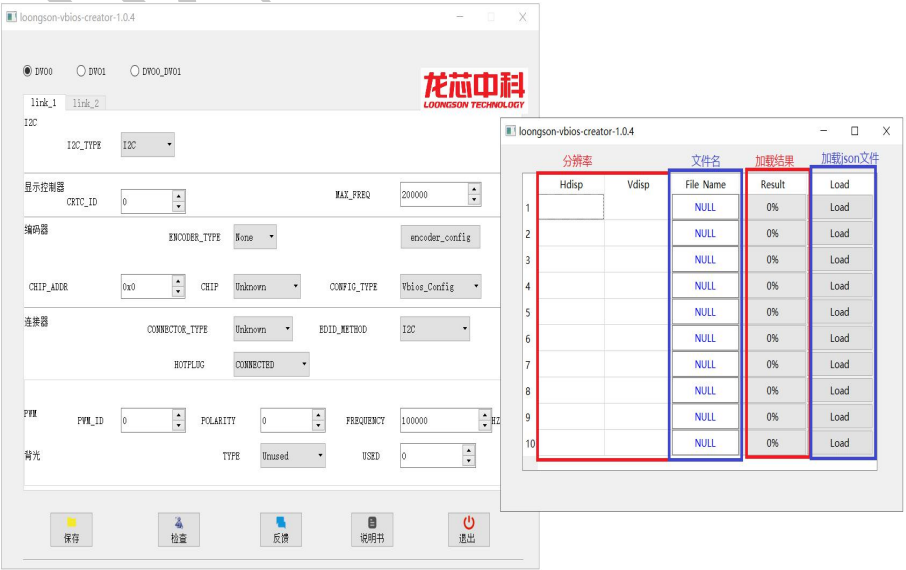 loongson-vbios-creator-1.0.4
DVO0 DVO1 DVO0_DVO1
龙芯中科
LOONGSON TECHNOLOGY
link_1 link_2
I2C
I2C_TYPE I2C
显示控制器
CRTC_ID 0 MAX_FREQ 200000
编码器
ENCODER_TYPE None encoder_config
CHIP_ADDR 0x0 CHIP Unknown CONFIG_TYPE Vbios_Config
连接器
CONNECTOR_TYPE Unknown EDID_METHOD I2C
HOTPLUG CONNECTED
PWM
PWM_ID 0 POLARITY 0 FREQUENCY 100000 HZ
背光
TYPE Unused USED 0
保存 检查 反馈 说明书 退出
loongson-vbios-creator-1.0.4
分辨率 文件名 加载结果 加载json文件
Hdisp Vdisp File Name Result Load
1 NULL 0% Load
2 NULL 0% Load
3 NULL 0% Load
4 NULL 0% Load
5 NULL 0% Load
6 NULL 0% Load
7 NULL 0% Load
8 NULL 0% Load
9 NULL 0% Load
10 NULL 0% Load